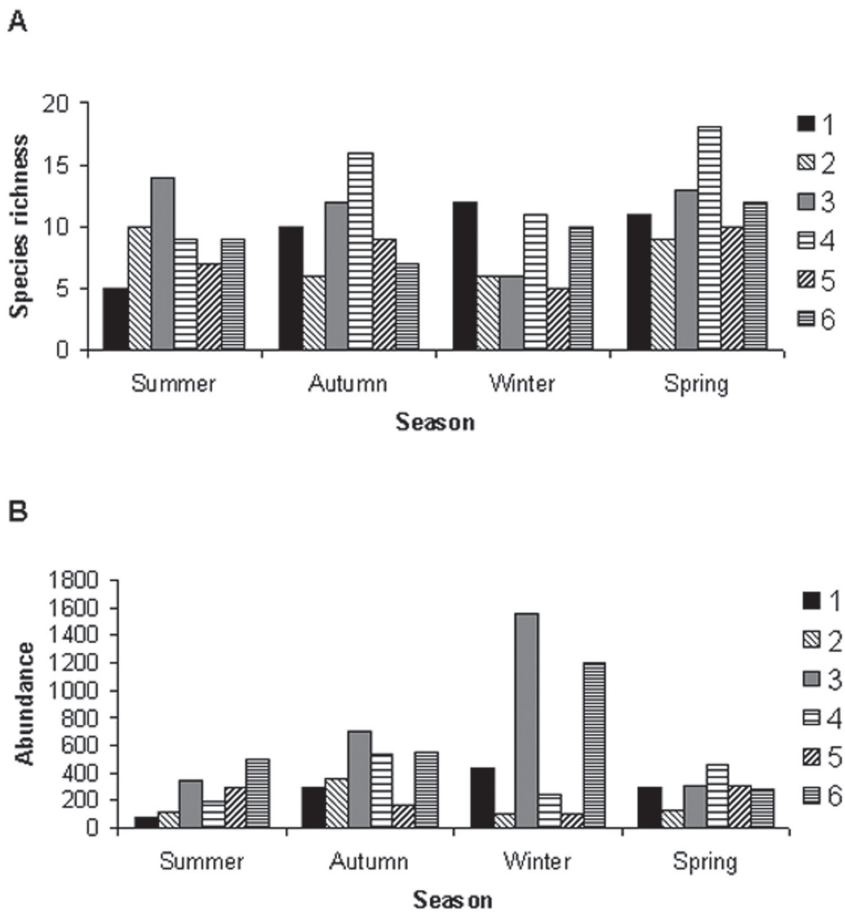 A
Species richness
20
15
10
5
0
Summer
Autumn
Winter
Spring
Season
1
2
3
4
5
6
B
Abundance
1800
1600
1400
1200
1000
800
600
400
200
0
Summer
Autumn
Winter
Spring
Season
1
2
3
4
5
6